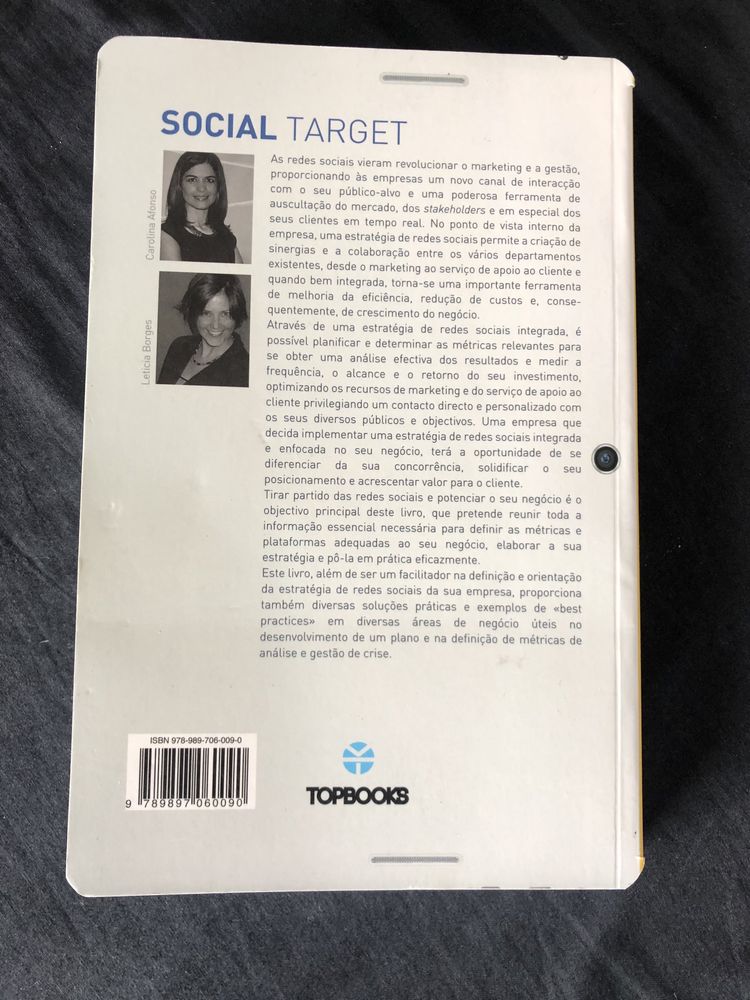 SOCIAL TARGET
Carolina Afonso
Letícia Borges
As redes sociais vieram revolucionar o marketing e a gestão,
proporcionando às empresas um novo canal de interacção
com o seu público-alvo e uma poderosa ferramenta de
auscultação do mercado, dos stakeholders e em especial dos
seus clientes em tempo real. No ponto de vista interno da
empresa, uma estratégia de redes sociais permite a criação de
sinergias e a colaboração entre os vários departamentos
existentes, desde o marketing ao serviço de apoio ao cliente e
quando bem integrada, torna-se uma importante ferramenta
de melhoria da eficiência, redução de custos e, conse-
quentemente, de crescimento do negócio.
Através de uma estratégia de redes sociais integrada, é
possível planificar e determinar as métricas relevantes para
se obter uma análise efectiva dos resultados e medir a
frequência, o alcance e o retorno do seu investimento,
optimizando os recursos de marketing e do serviço de apoio ao
cliente privilegiando um contacto directo e personalizado com
os seus diversos públicos e objectivos. Uma empresa que
decida implementar uma estratégia de redes sociais integrada
e enfocada no seu negócio, terá a oportunidade de se
diferenciar da sua concorrência, solidificar o seu
posicionamento e acrescentar valor para o cliente.
Tirar partido das redes sociais e potenciar o seu negócio é o
objectivo principal deste livro, que pretende reunir toda a
informação essencial necessária para definir as métricas e
plataformas adequadas ao seu negócio, elaborar a sua
estratégia e pô-la em prática eficazmente.
Este livro, além de ser um facilitador na definição e orientação
da estratégia de redes sociais da sua empresa, proporciona
também diversas soluções práticas e exemplos de «best
practices» em diversas áreas de negócio úteis no
desenvolvimento de um plano e na definição de métricas de
análise e gestão de crise.
ISBN 978-989-706-009-0
9 789897 060090
TOPBOOKS